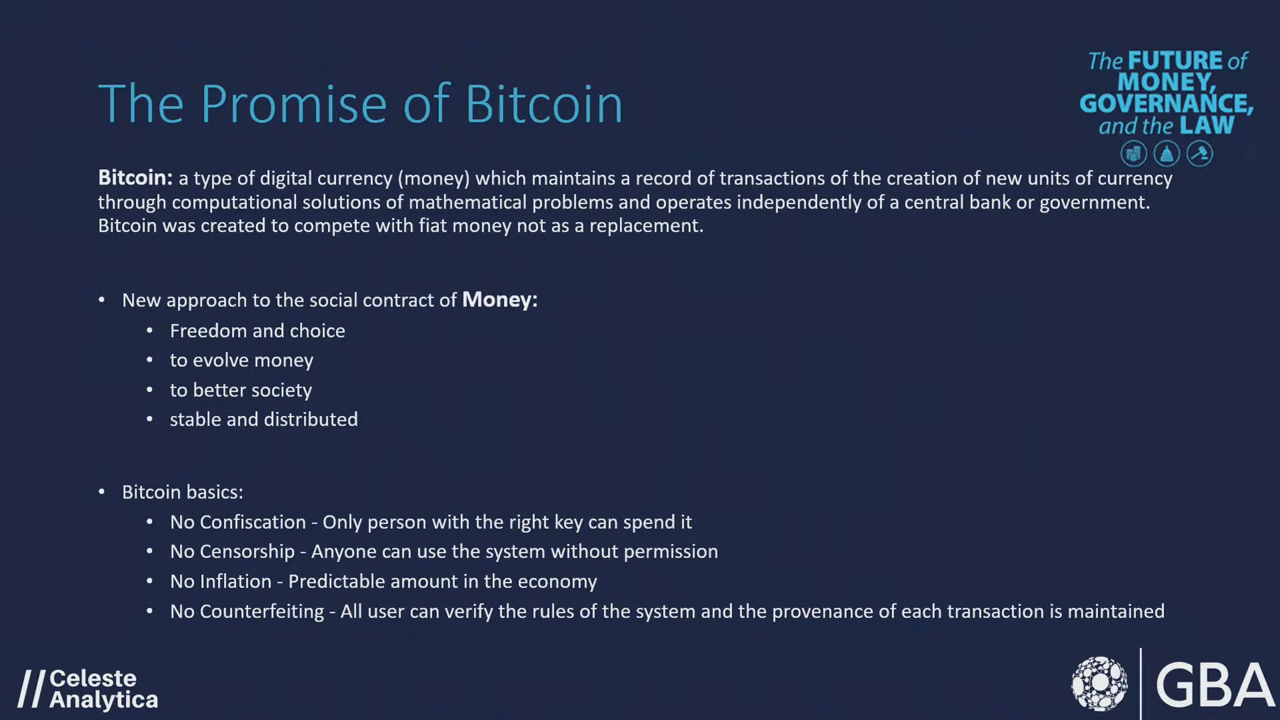 The Promise of Bitcoin
The FUTURE of
MONEY,
GOVERNANCE,
and the LAW
Bitcoin: a type of digital currency (money) which maintains a record of transactions of the creation of new units of currency
through computational solutions of mathematical problems and operates independently of a central bank or government.
Bitcoin was created to compete with fiat money not as a replacement.
• New approach to the social contract of Money:
• Freedom and choice
• to evolve money
• to better society
• stable and distributed
• Bitcoin basics:
• No Confiscation - Only person with the right key can spend it
• No Censorship - Anyone can use the system without permission
• No Inflation - Predictable amount in the economy
• No Counterfeiting - All user can verify the rules of the system and the provenance of each transaction is maintained
// Celeste
Analytica
GBA